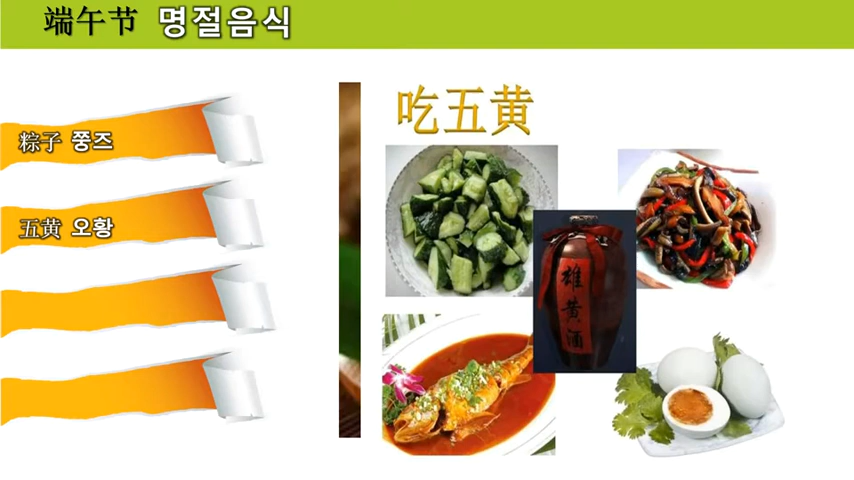 端午节 명절음식
粽子 쭝즈
五黄 오황
吃五黄
雄黄酒